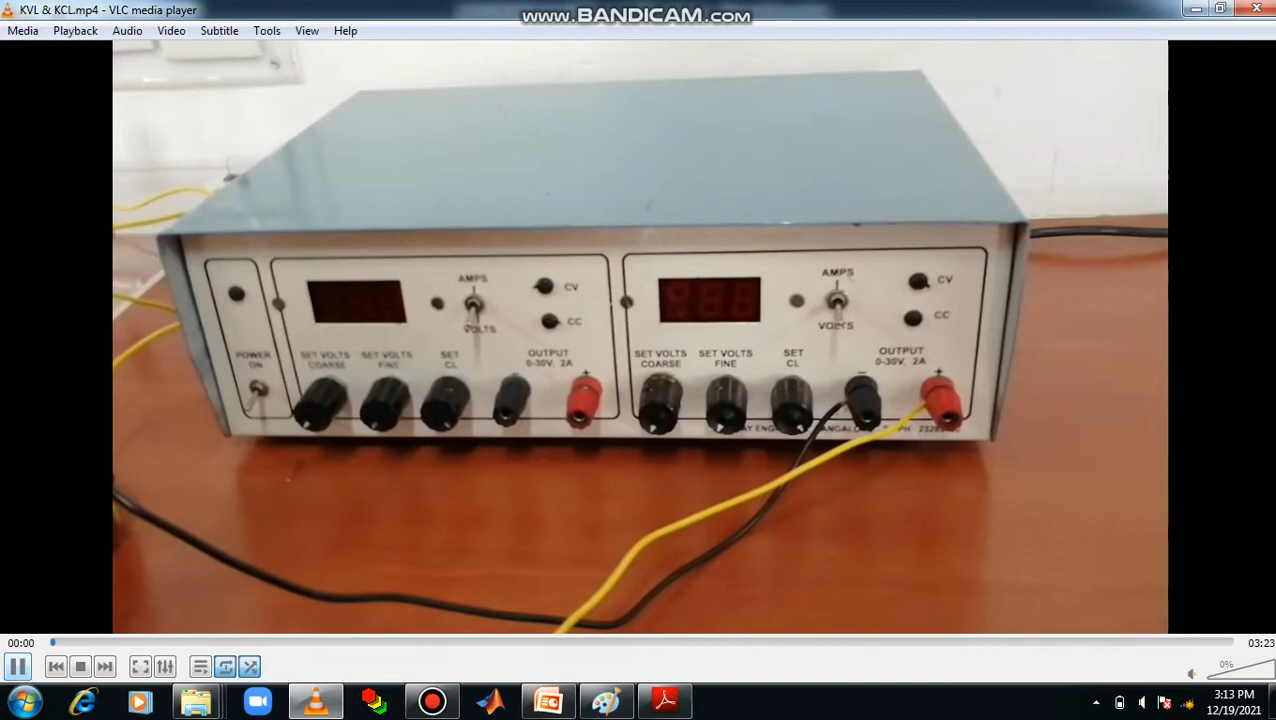 KVL & KCL.mp4 - VLC media player
www.BANDICAM.com
Media Playback Audio Video Subtitle Tools View Help
AMPS
CV
CC
VOLTS
POWER
ON
SET VOLTS
COARSE
SET VOLTS
FINE
SET
CL
OUTPUT
0-30V, 2A
- +
AMPS
CV
CC
VOLTS
SET VOLTS
COARSE
SET VOLTS
FINE
SET
CL
OUTPUT
0-30V, 2A
- +
PH
00:00
03:23
0%
3:13 PM
12/19/2021